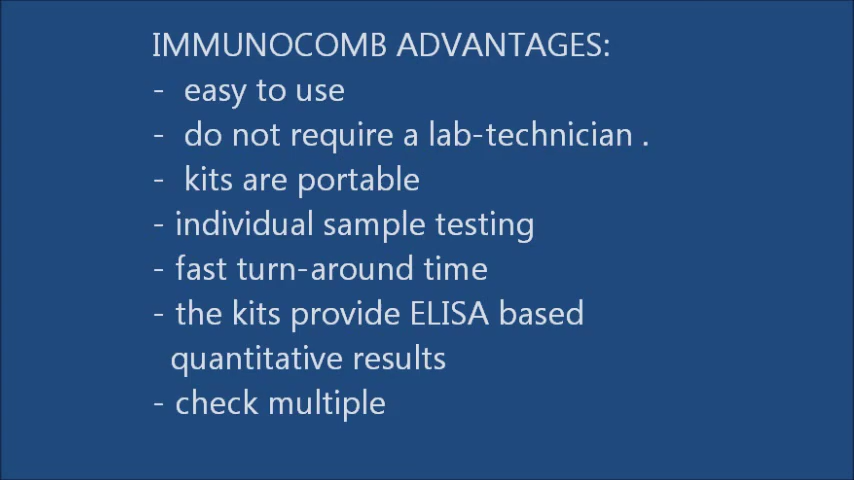 IMMUNOCOMB ADVANTAGES:
- easy to use
- do not require a lab-technician .
- kits are portable
- individual sample testing
- fast turn-around time
- the kits provide ELISA based
quantitative results
- check multiple